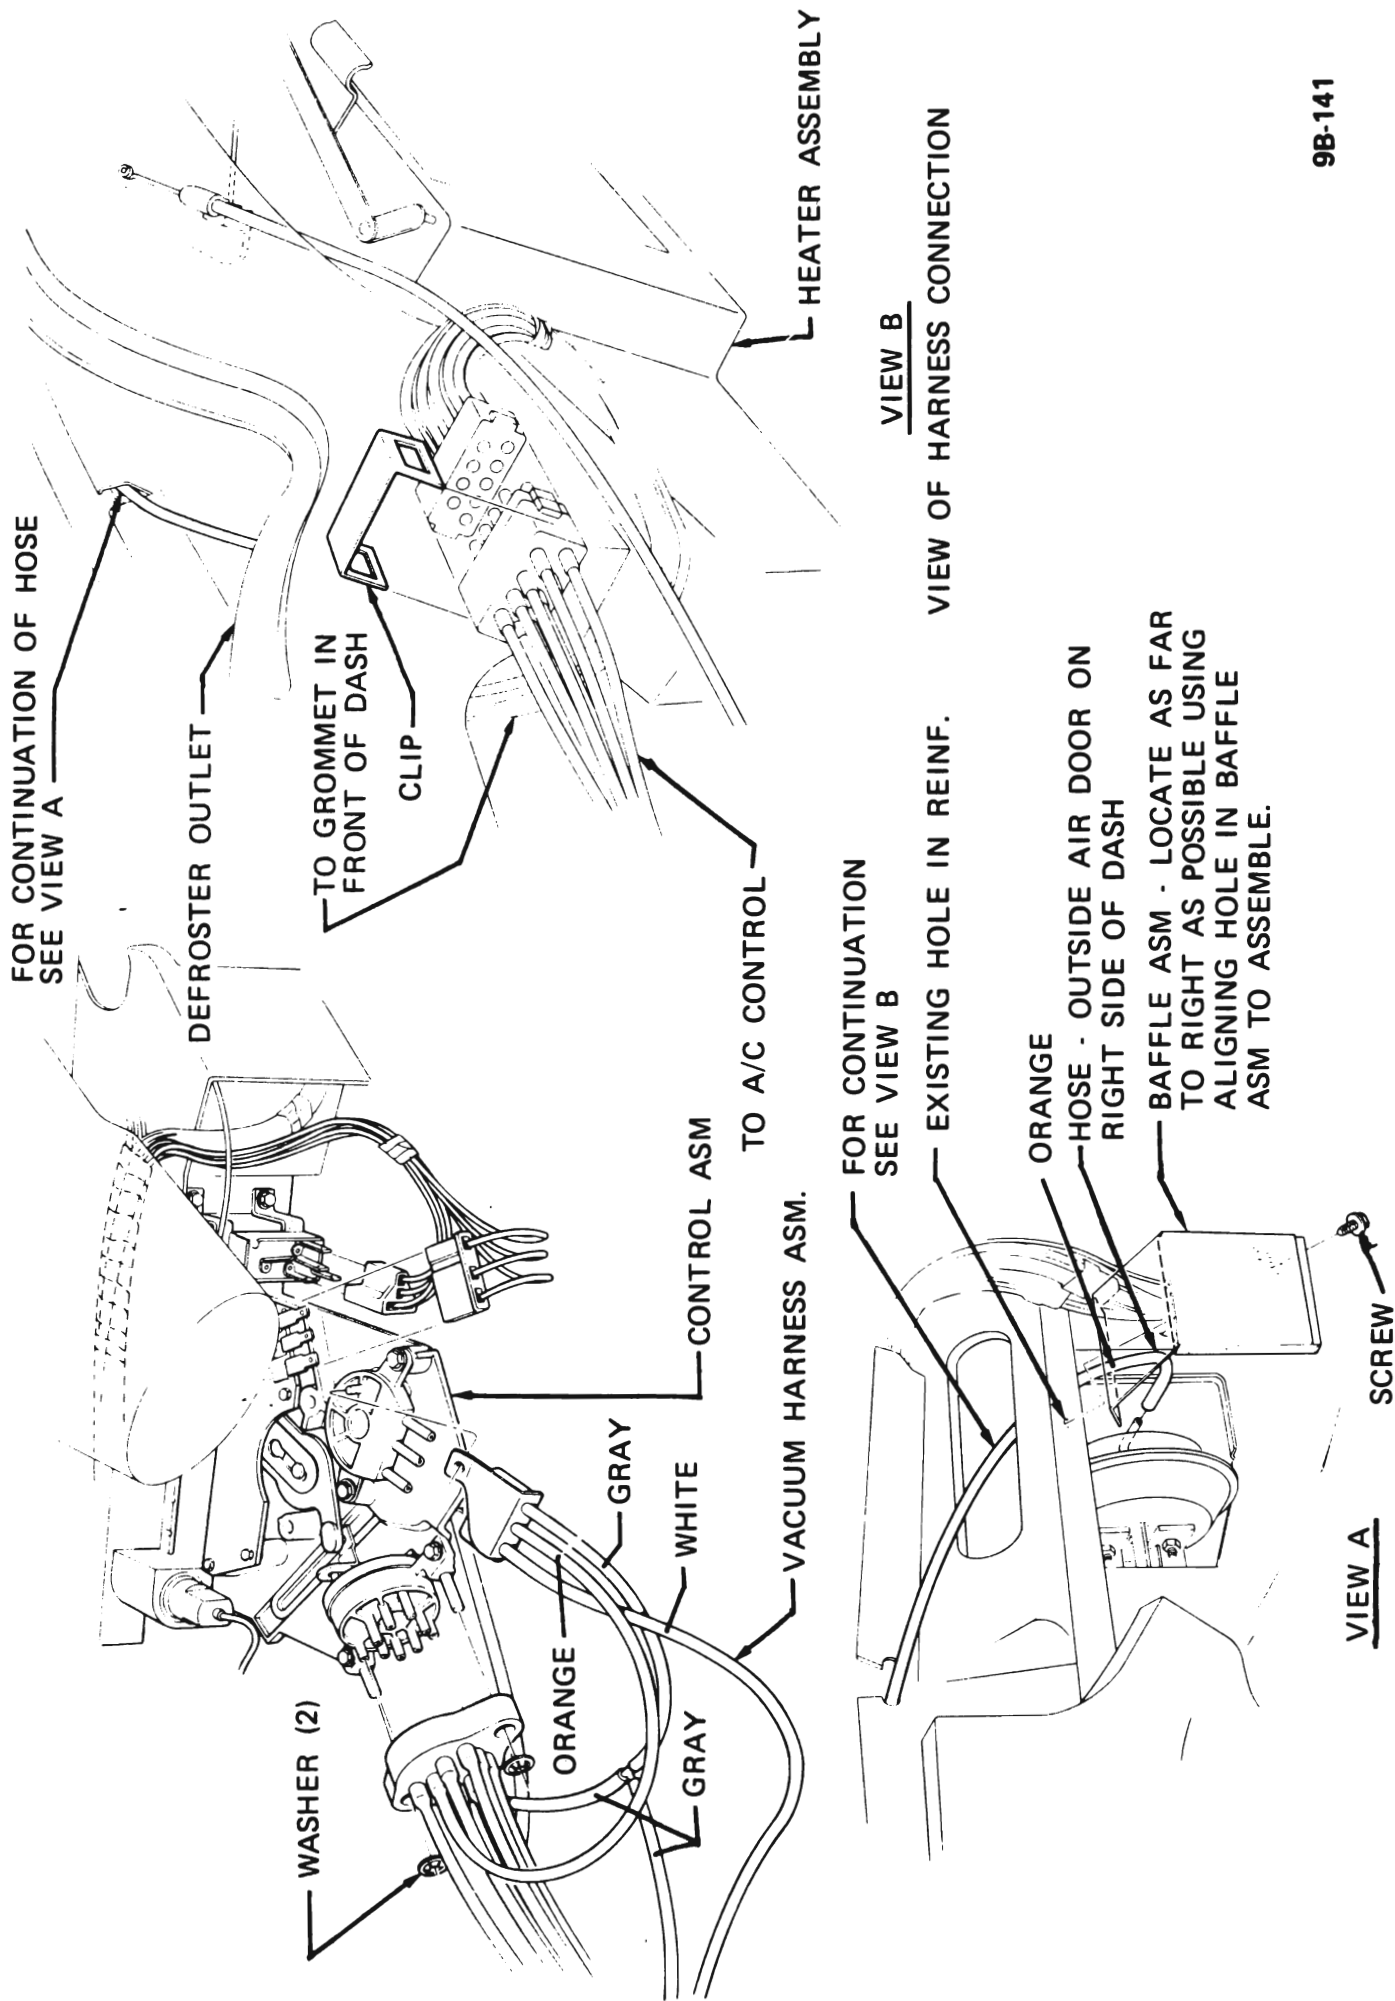 FOR CONTINUATION OF HOSE
SEE VIEW A
DEFROSTER OUTLET
TO GROMMET IN
FRONT OF DASH
CLIP
HEATER ASSEMBLY
TO A/C CONTROL
VIEW B
VIEW OF HARNESS CONNECTION
WASHER (2)
ORANGE
GRAY
GRAY
WHITE
CONTROL ASM
VACUUM HARNESS ASM.
FOR CONTINUATION
SEE VIEW B
EXISTING HOLE IN REINF.
ORANGE
HOSE - OUTSIDE AIR DOOR ON
RIGHT SIDE OF DASH
BAFFLE ASM - LOCATE AS FAR
TO RIGHT AS POSSIBLE USING
ALIGNING HOLE IN BAFFLE
ASM TO ASSEMBLE.
SCREW
VIEW A
9B-141